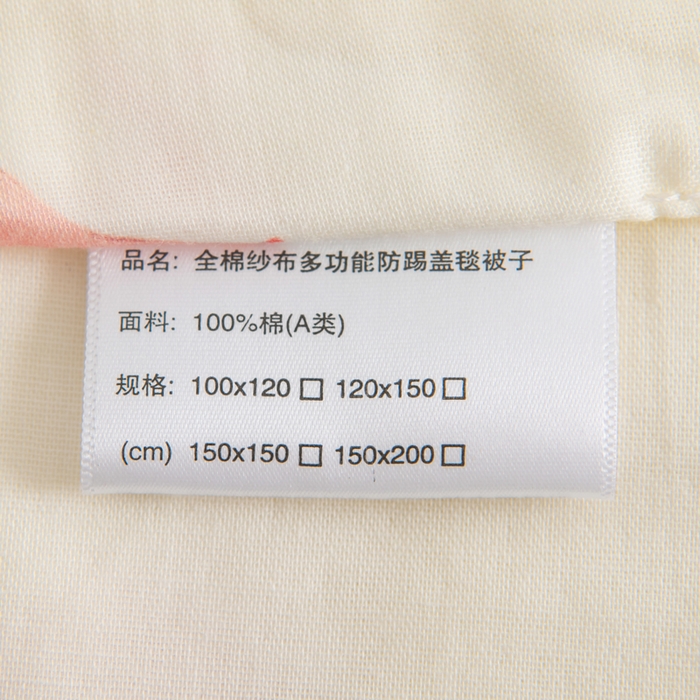 品名: 全棉纱布多功能防踢盖毯被子
面料: 100%棉(A类)
规格: 100x120 □ 120x150 □
(cm) 150x150 □ 150x200 □